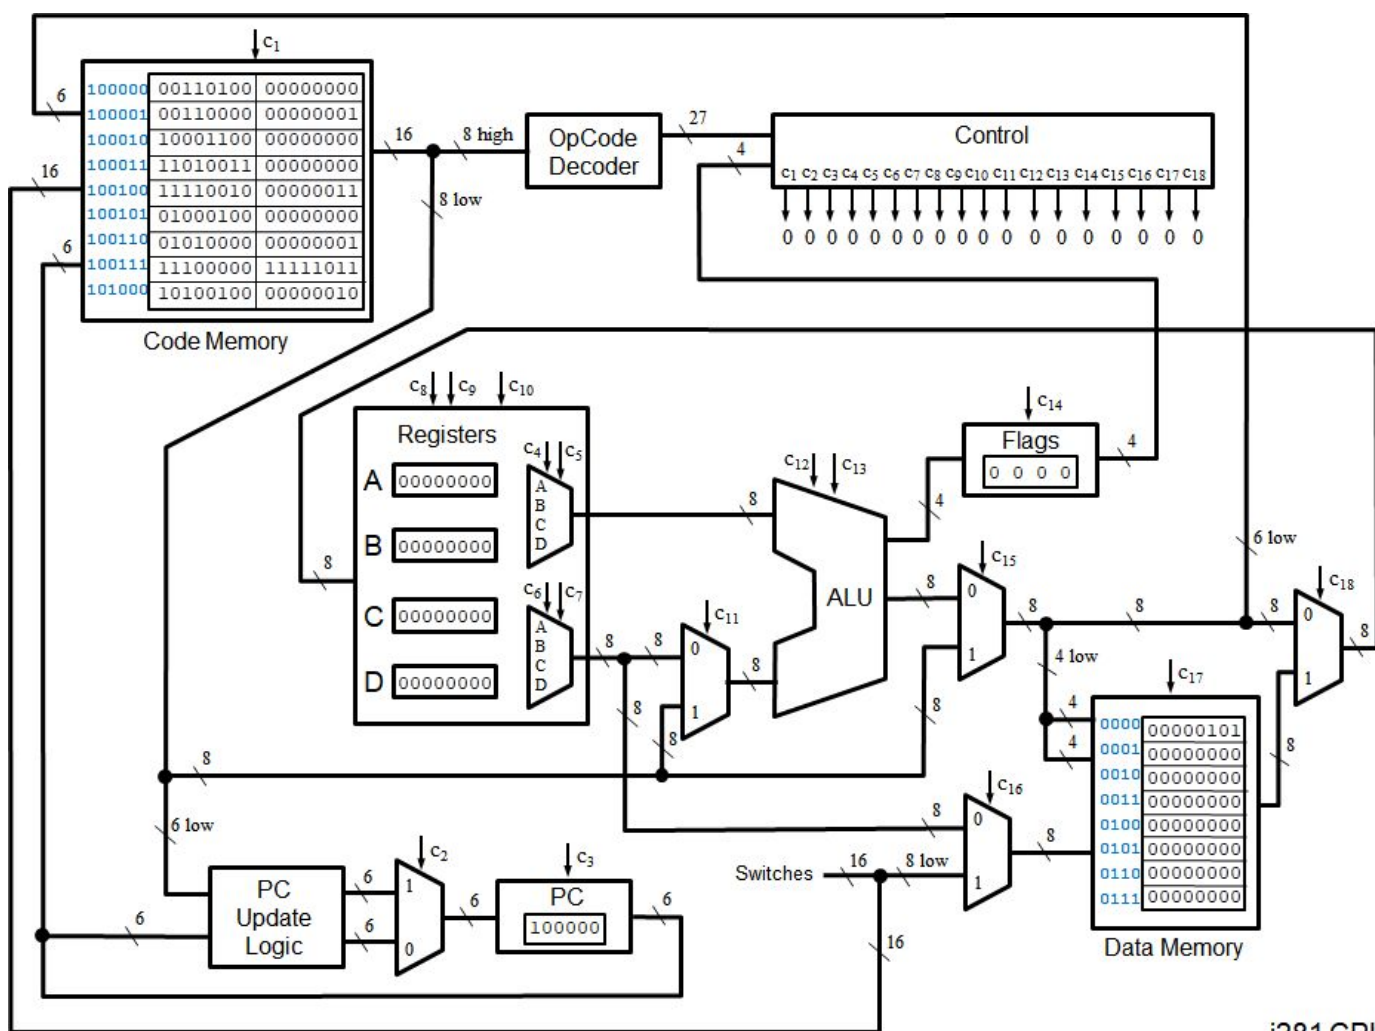 c1
6
16
6
100000 00110100 00000000
100001 00110000 00000001
100010 10001100 00000000
100011 11010011 00000000
100100 11110010 00000011
100101 01000100 00000000
100110 01010000 00000001
100111 11100000 11111011
101000 10100100 00000010
Code Memory
16
8 high
8 low
OpCode
Decoder
27
4
Control
c1 c2 c3 c4 c5 c6 c7 c8 c9 c10 c11 c12 c13 c14 c15 c16 c17 c18
0 0 0 0 0 0 0 0 0 0 0 0 0 0 0 0 0 0
c8 c9 c10
Registers
A 00000000
B 00000000
C 00000000
D 00000000
8
c4 c5
A
B
C
D
c6 c7
A
B
C
D
8
8
8
8
c11
0
1
8
8
8
c12 c13
ALU
4
8
c14
Flags
0 0 0 0
4
c15
0
1
8
8
8
6 low
8
4 low
4
4
c18
0
1
8
8
c17
0000 00000101
0001 00000000
0010 00000000
0011 00000000
0100 00000000
0101 00000000
0110 00000000
0111 00000000
Data Memory
c16
0
1
8
8
Switches
16
8 low
16
6 low
PC
Update
Logic
6
6
6
c2
1
0
6
c3
PC
100000
6